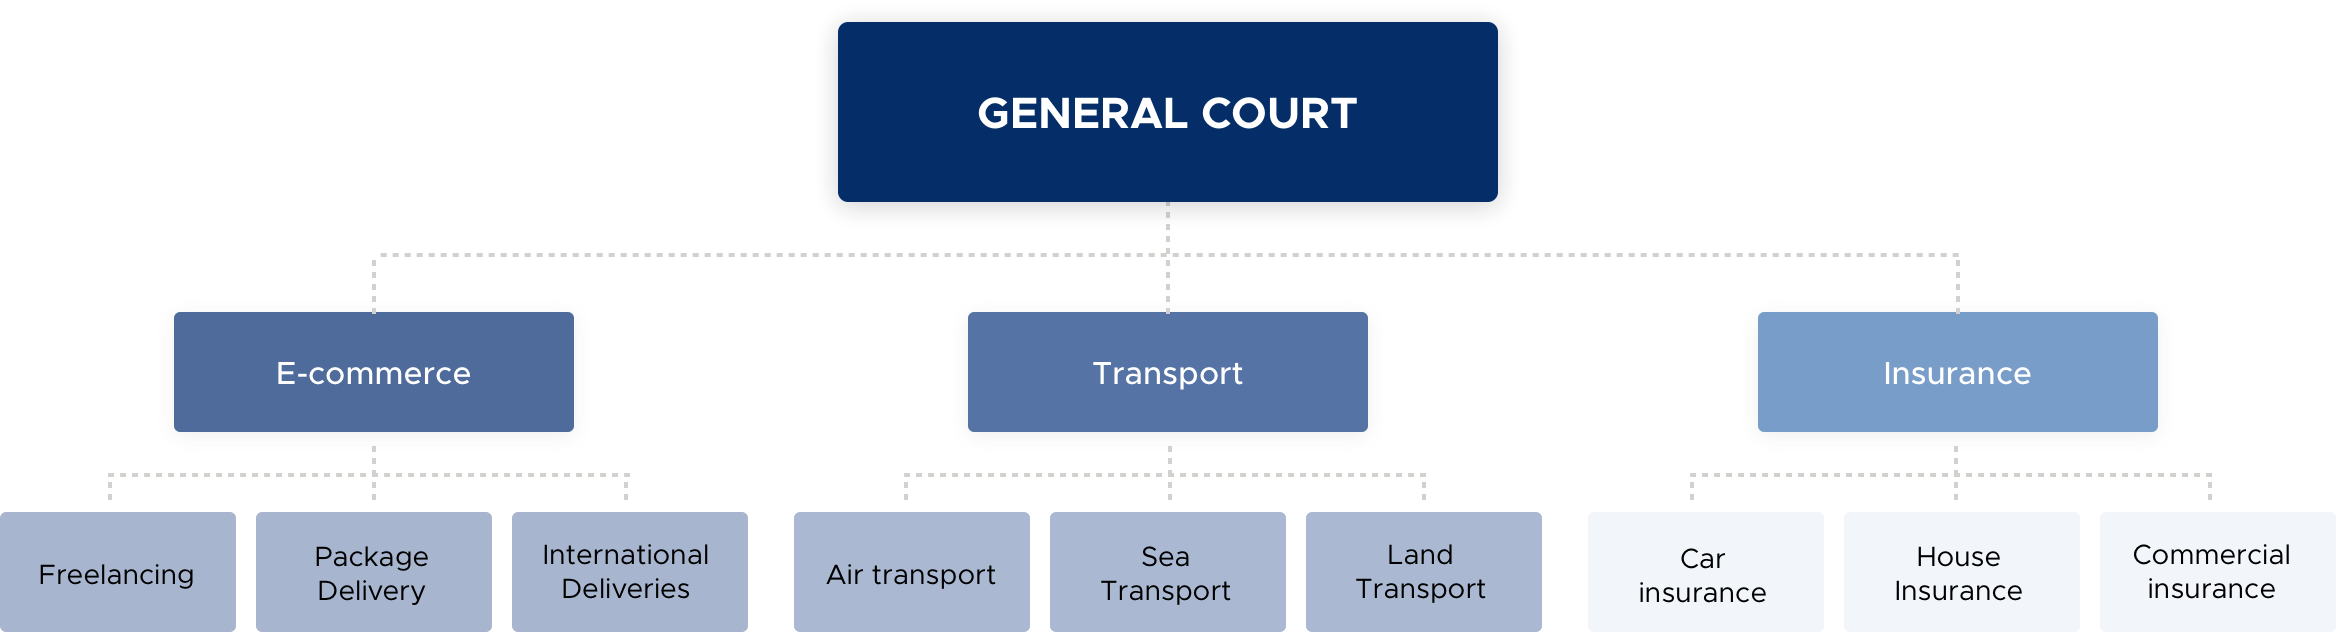 GENERAL COURT
E-commerce
Transport
Insurance
Freelancing
Package
Delivery
International
Deliveries
Air transport
Sea
Transport
Land
Transport
Car
insurance
House
Insurance
Commercial
insurance